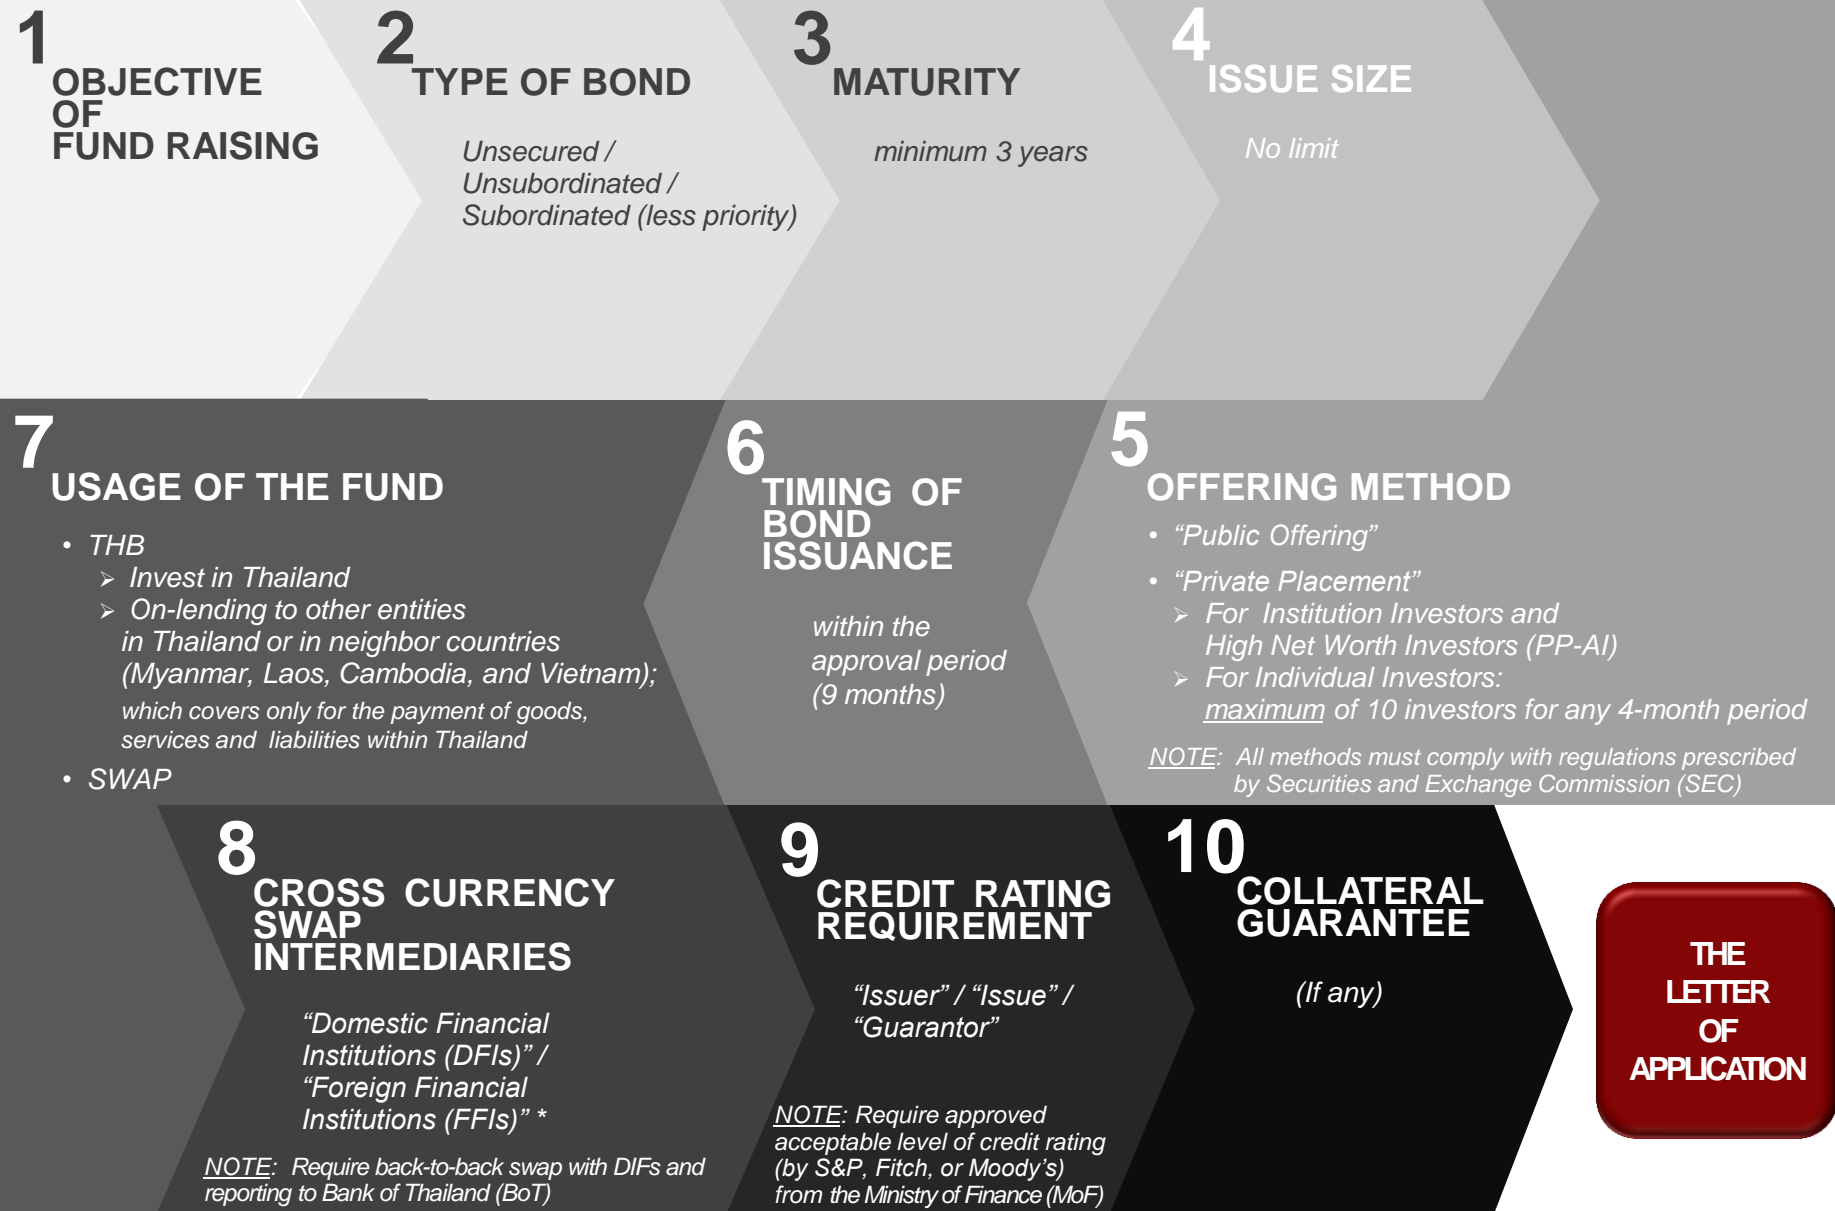 1
OBJECTIVE
OF
FUND RAISING
2
TYPE OF BOND
Unsecured /
Unsubordinated /
Subordinated (less priority)
3
MATURITY
minimum 3 years
4
ISSUE SIZE
No limit
5
OFFERING METHOD
• “Public Offering”
• “Private Placement”
➢ For Institution Investors and
High Net Worth Investors (PP-AI)
➢ For Individual Investors:
maximum of 10 investors for any 4-month period
NOTE: All methods must comply with regulations prescribed
by Securities and Exchange Commission (SEC)
6
TIMING OF
BOND
ISSUANCE
within the
approval period
(9 months)
7
USAGE OF THE FUND
• THB
➢ Invest in Thailand
➢ On-lending to other entities
in Thailand or in neighbor countries
(Myanmar, Laos, Cambodia, and Vietnam);
which covers only for the payment of goods,
services and liabilities within Thailand
• SWAP
8
CROSS CURRENCY
SWAP
INTERMEDIARIES
“Domestic Financial
Institutions (DFIs)” /
“Foreign Financial
Institutions (FFIs)” *
NOTE: Require back-to-back swap with DIFs and
reporting to Bank of Thailand (BoT)
9
CREDIT RATING
REQUIREMENT
“Issuer” / “Issue” /
“Guarantor”
NOTE: Require approved
acceptable level of credit rating
(by S&P, Fitch, or Moody’s)
from the Ministry of Finance (MoF)
10
COLLATERAL
GUARANTEE
(If any)
THE
LETTER
OF
APPLICATION